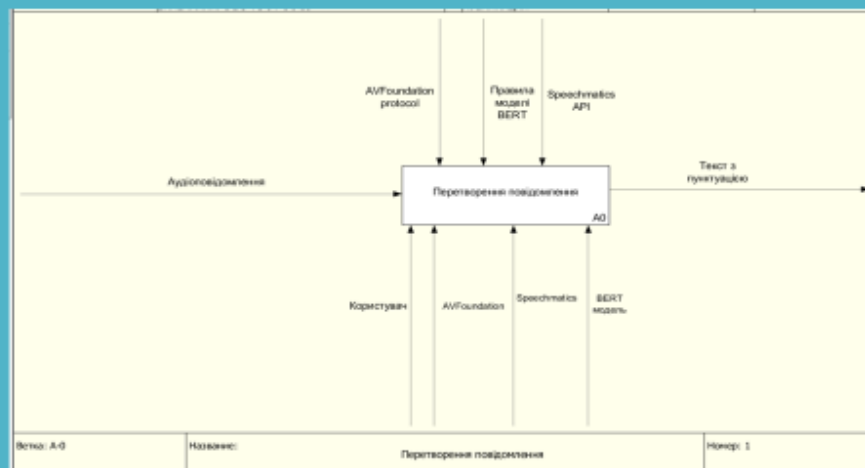 AVFoundation
protocol
Правила
моделі
BERT
Speechmatics
API
Аудіоповідомлення
Перетворення повідомлення
A0
Текст з
пунктуацією
Користувач
AVFoundation
Speechmatics
BERT
модель
Ветка: A-0
Название:
Перетворення повідомлення
Номер: 1